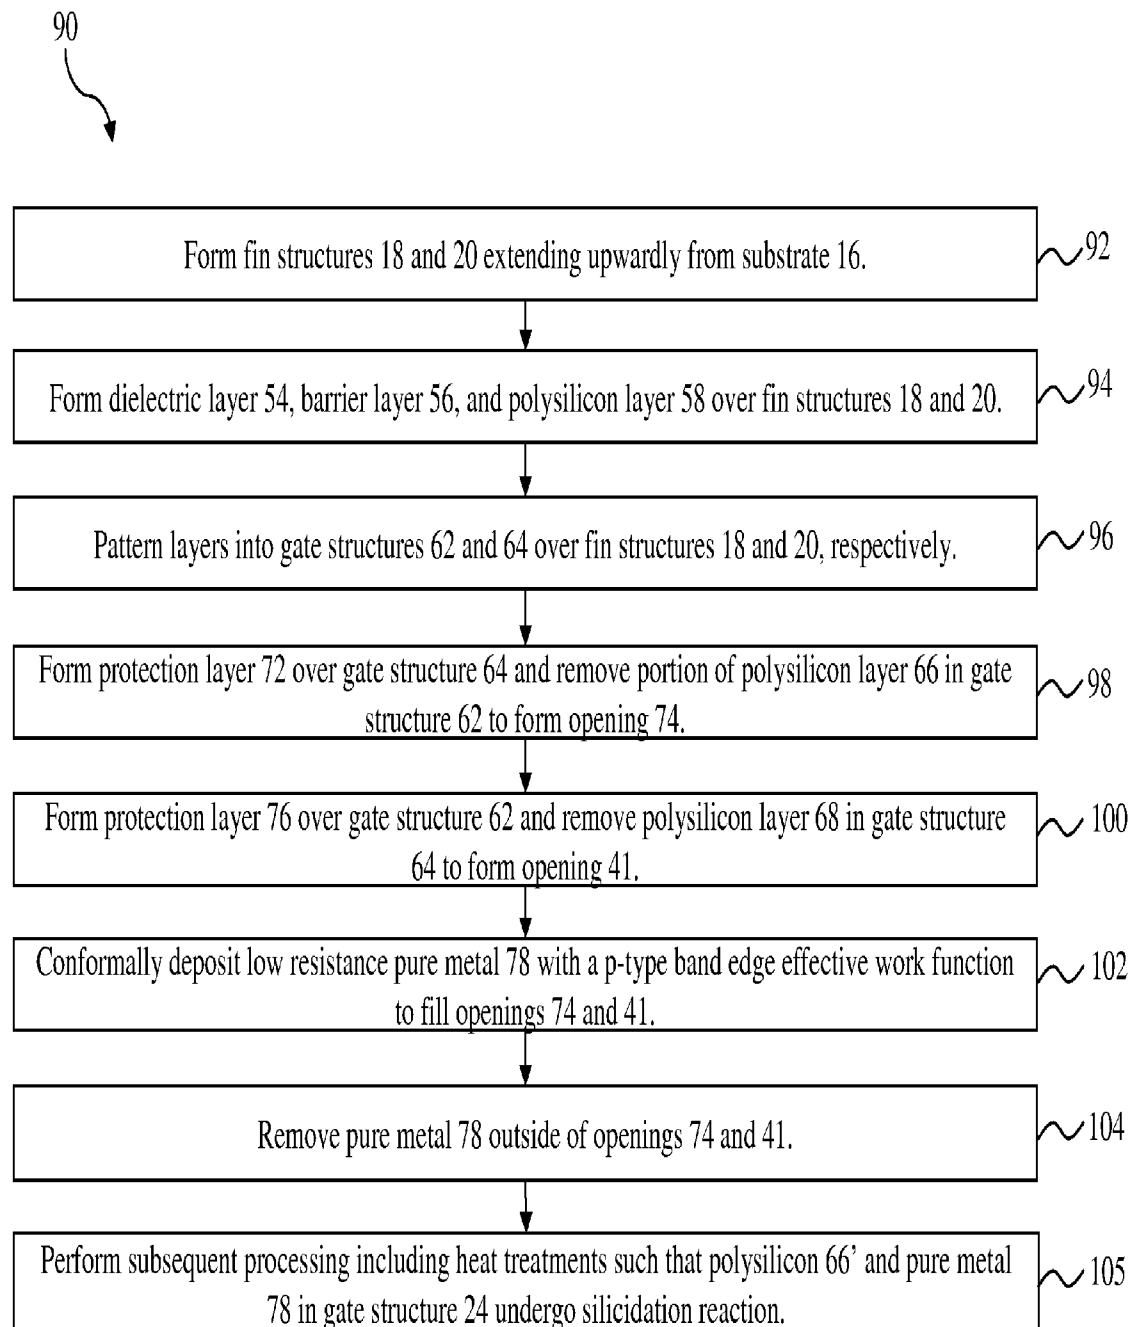 90
Form fin structures 18 and 20 extending upwardly from substrate 16.
92
Form dielectric layer 54, barrier layer 56, and polysilicon layer 58 over fin structures 18 and 20.
94
Pattern layers into gate structures 62 and 64 over fin structures 18 and 20, respectively.
96
Form protection layer 72 over gate structure 64 and remove portion of polysilicon layer 66 in gate
structure 62 to form opening 74.
98
Form protection layer 76 over gate structure 62 and remove polysilicon layer 68 in gate structure
64 to form opening 41.
100
Conformally deposit low resistance pure metal 78 with a p-type band edge effective work function
to fill openings 74 and 41.
102
Remove pure metal 78 outside of openings 74 and 41.
104
Perform subsequent processing including heat treatments such that polysilicon 66’ and pure metal
78 in gate structure 24 undergo silicidation reaction.
105